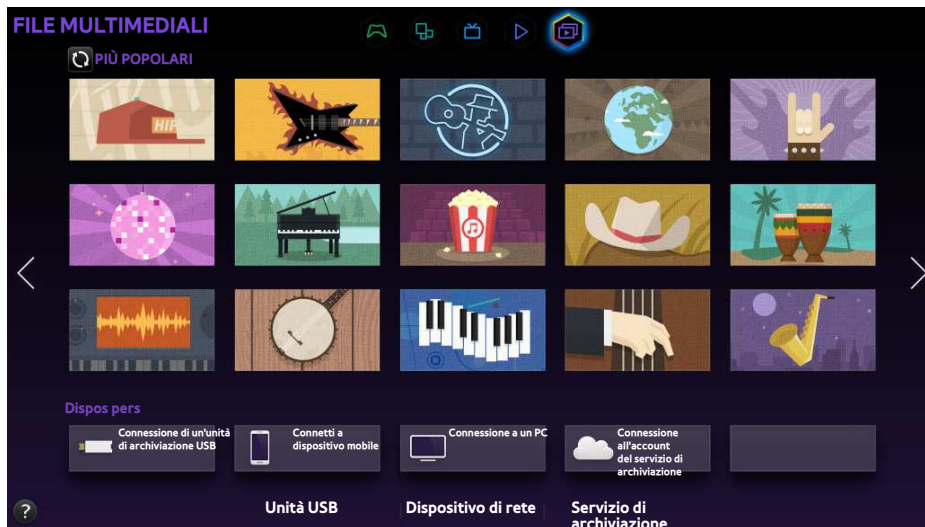 FILE MULTIMEDIALI
PIÙ POPOLARI
HIP
Dispos pers
Connessione di un'unità
di archiviazione USB
Connetti a
dispositivo mobile
Connessione a un PC
Connessione
all'account
del servizio di
archiviazione
?
Unità USB
Dispositivo di rete
Servizio di
archiviazione